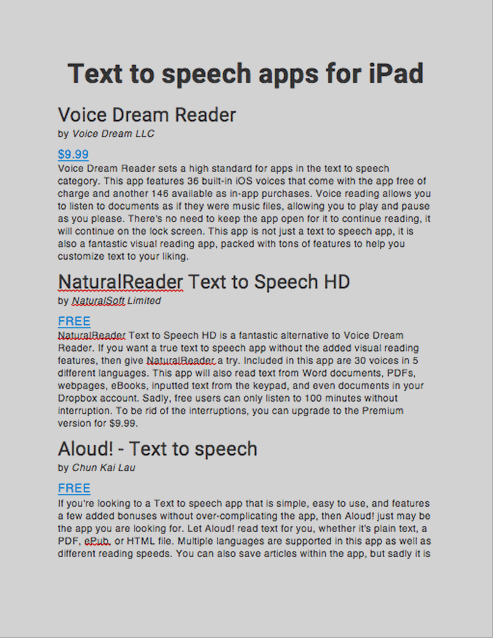 Text to speech apps for iPad
Voice Dream Reader
by Voice Dream LLC
$9.99
Voice Dream Reader sets a high standard for apps in the text to speech
category. This app features 36 built-in iOS voices that come with the app free of
charge and another 146 available as in-app purchases. Voice reading allows you
to listen to documents as if they were music files, allowing you to play and pause
as you please. There's no need to keep the app open for it to continue reading, it
will continue on the lock screen. This app is not just a text to speech app, it is
also a fantastic visual reading app, packed with tons of features to help you
customize text to your liking.
NaturalReader Text to Speech HD
by NaturalSoft Limited
FREE
NaturalReader Text to Speech HD is a fantastic alternative to Voice Dream
Reader. If you want a true text to speech app without the added visual reading
features, then give NaturalReader a try. Included in this app are 30 voices in 5
different languages. This app will also read text from Word documents, PDFs,
webpages, eBooks, inputted text from the keypad, and even documents in your
Dropbox account. Sadly, free users can only listen to 100 minutes without
interruption. To be rid of the interruptions, you can upgrade to the Premium
version for $9.99.
Aloud! - Text to speech
by Chun Kai Lau
FREE
If you're looking to a Text to speech app that is simple, easy to use, and features
a few added bonuses without over-complicating the app, then Aloud! just may be
the app you are looking for. Let Aloud! read text for you, whether it's plain text, a
PDF, ePub, or HTML file. Multiple languages are supported in this app as well as
different reading speeds. You can also save articles within the app, but sadly it is